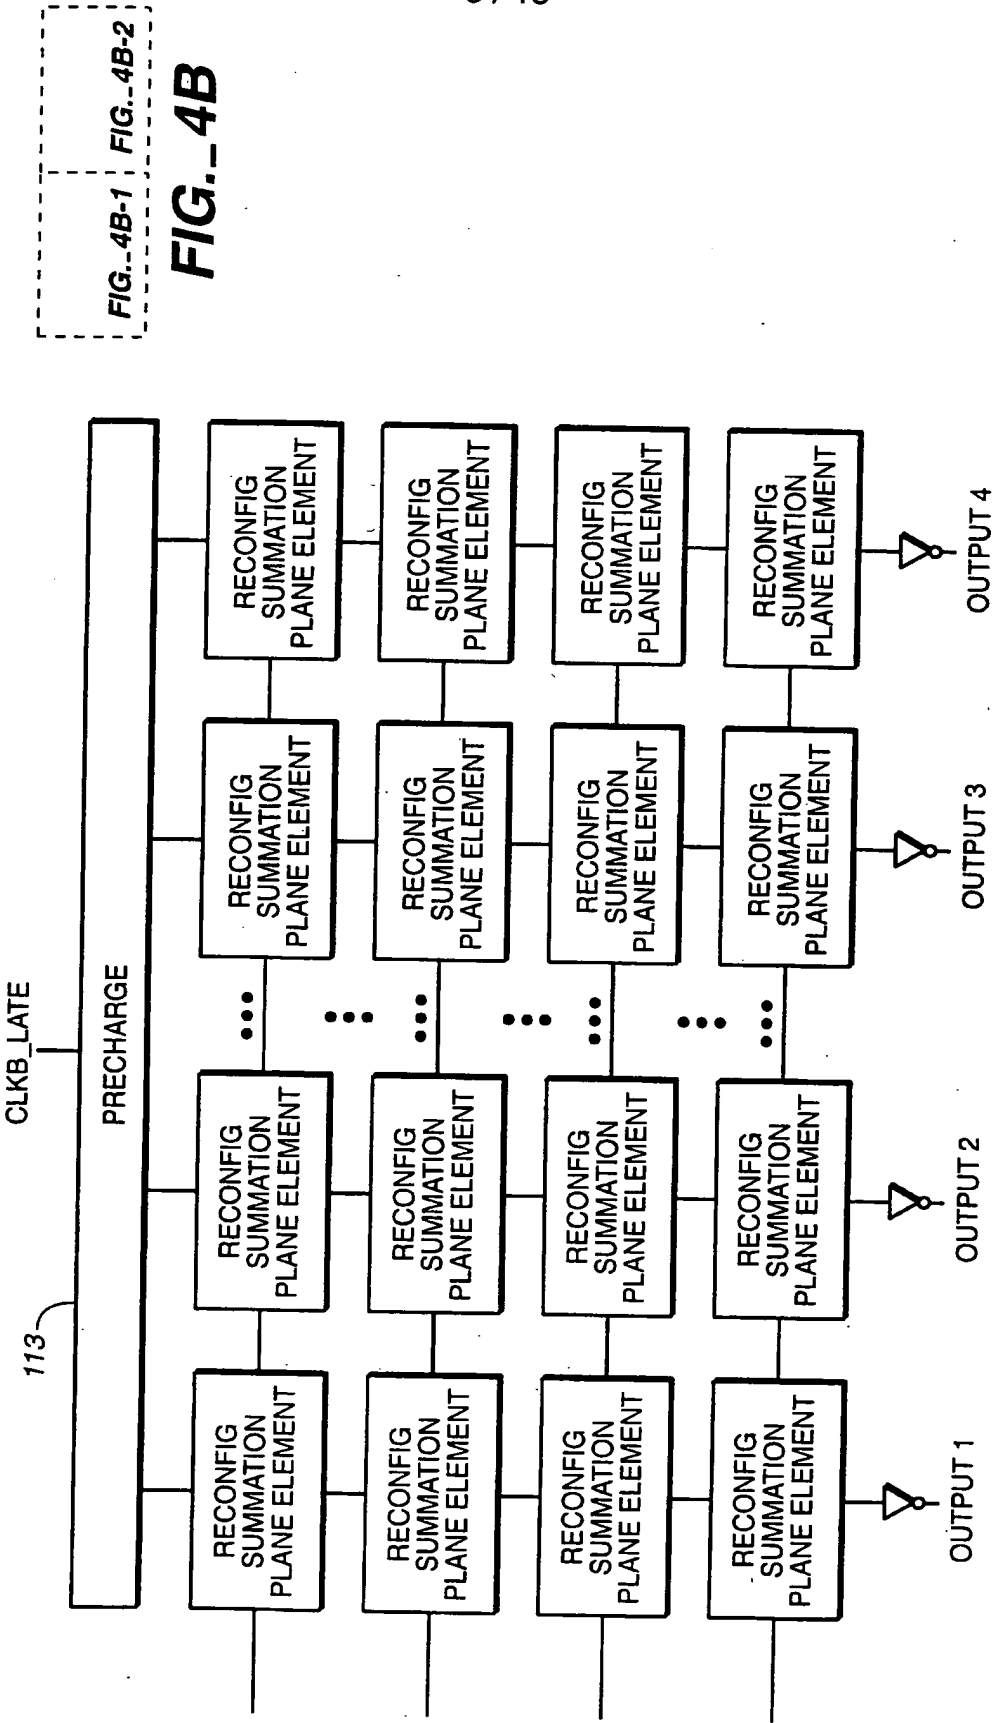 FIG._4B-1
FIG._4B-2
FIG._4B
CLKB_LATE
113
PRECHARGE
RECONFIG
SUMMATION
PLANE ELEMENT
RECONFIG
SUMMATION
PLANE ELEMENT
RECONFIG
SUMMATION
PLANE ELEMENT
RECONFIG
SUMMATION
PLANE ELEMENT
RECONFIG
SUMMATION
PLANE ELEMENT
RECONFIG
SUMMATION
PLANE ELEMENT
RECONFIG
SUMMATION
PLANE ELEMENT
RECONFIG
SUMMATION
PLANE ELEMENT
RECONFIG
SUMMATION
PLANE ELEMENT
RECONFIG
SUMMATION
PLANE ELEMENT
RECONFIG
SUMMATION
PLANE ELEMENT
RECONFIG
SUMMATION
PLANE ELEMENT
RECONFIG
SUMMATION
PLANE ELEMENT
RECONFIG
SUMMATION
PLANE ELEMENT
RECONFIG
SUMMATION
PLANE ELEMENT
RECONFIG
SUMMATION
PLANE ELEMENT
OUTPUT 1
OUTPUT 2
OUTPUT 3
OUTPUT 4